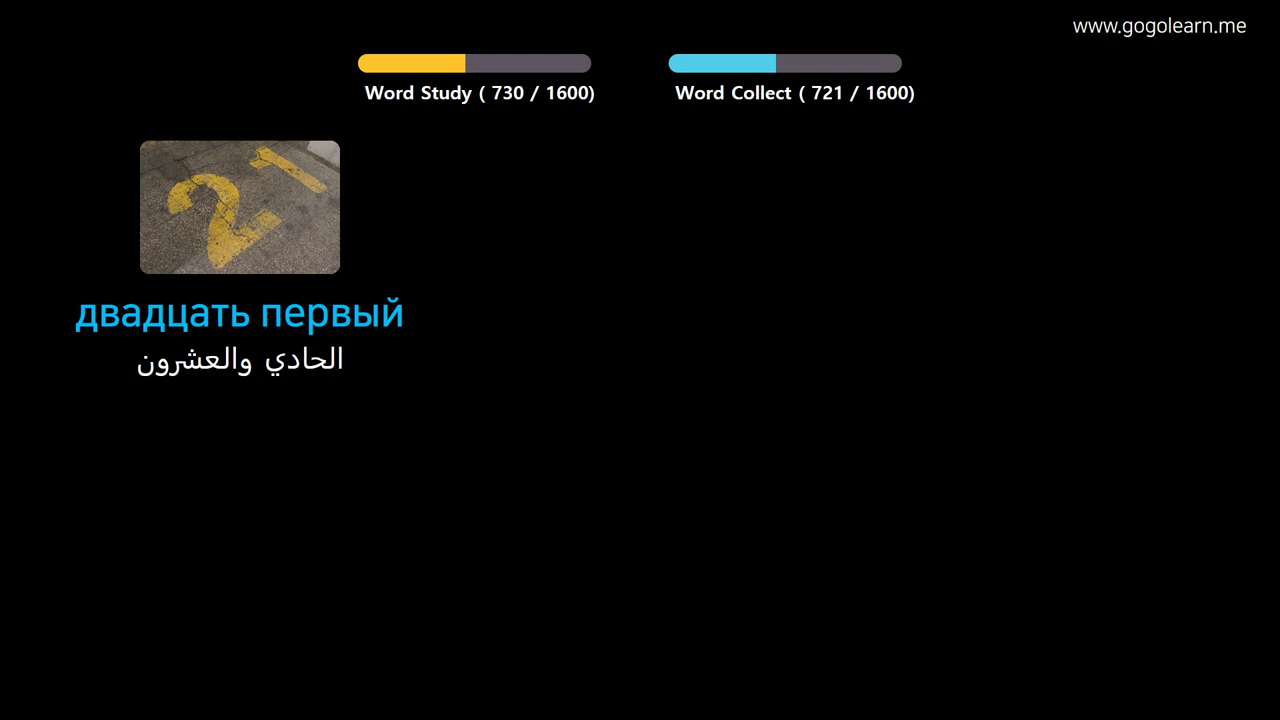 www.gogolearn.me
Word Study ( 730 / 1600)
Word Collect ( 721 / 1600)
21
двадцать первый
الحادي والعشرون